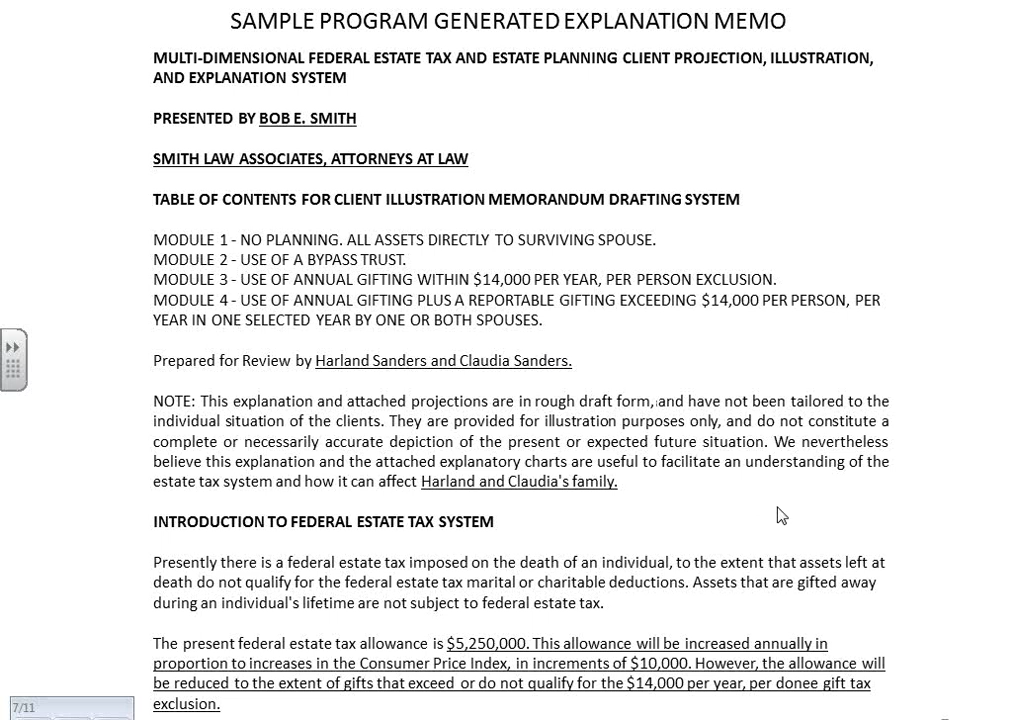 SAMPLE PROGRAM GENERATED EXPLANATION MEMO
MULTI-DIMENSIONAL FEDERAL ESTATE TAX AND ESTATE PLANNING CLIENT PROJECTION, ILLUSTRATION,
AND EXPLANATION SYSTEM
PRESENTED BY BOB E. SMITH
SMITH LAW ASSOCIATES, ATTORNEYS AT LAW
TABLE OF CONTENTS FOR CLIENT ILLUSTRATION MEMORANDUM DRAFTING SYSTEM
MODULE 1 - NO PLANNING. ALL ASSETS DIRECTLY TO SURVIVING SPOUSE.
MODULE 2 - USE OF A BYPASS TRUST.
MODULE 3 - USE OF ANNUAL GIFTING WITHIN $14,000 PER YEAR, PER PERSON EXCLUSION.
MODULE 4 - USE OF ANNUAL GIFTING PLUS A REPORTABLE GIFTING EXCEEDING $14,000 PER PERSON, PER
YEAR IN ONE SELECTED YEAR BY ONE OR BOTH SPOUSES.
Prepared for Review by Harland Sanders and Claudia Sanders.
NOTE: This explanation and attached projections are in rough draft form, and have not been tailored to the
individual situation of the clients. They are provided for illustration purposes only, and do not constitute a
complete or necessarily accurate depiction of the present or expected future situation. We nevertheless
believe this explanation and the attached explanatory charts are useful to facilitate an understanding of the
estate tax system and how it can affect Harland and Claudia's family.
INTRODUCTION TO FEDERAL ESTATE TAX SYSTEM
Presently there is a federal estate tax imposed on the death of an individual, to the extent that assets left at
death do not qualify for the federal estate tax marital or charitable deductions. Assets that are gifted away
during an individual's lifetime are not subject to federal estate tax.
The present federal estate tax allowance is $5,250,000. This allowance will be increased annually in
proportion to increases in the Consumer Price Index, in increments of $10,000. However, the allowance will
be reduced to the extent of gifts that exceed or do not qualify for the $14,000 per year, per donee gift tax
exclusion.
7/11